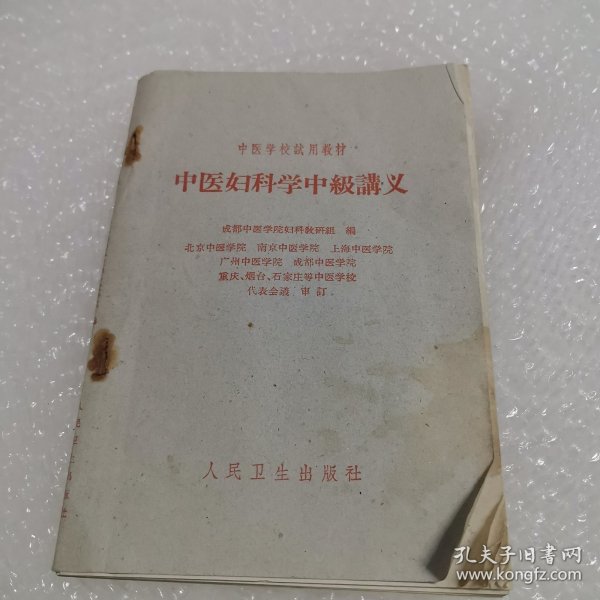 中医学校試用教材
中医妇科学中級講义
成都中医学院妇科教研組 編
北京中医学院 南京中医学院 上海中医学院
广州中医学院 成都中医学院
重庆、烟台、石家庄等中医学校
代表会議 审訂
人民卫生出版社
孔夫子旧书网
www.kongfz.com